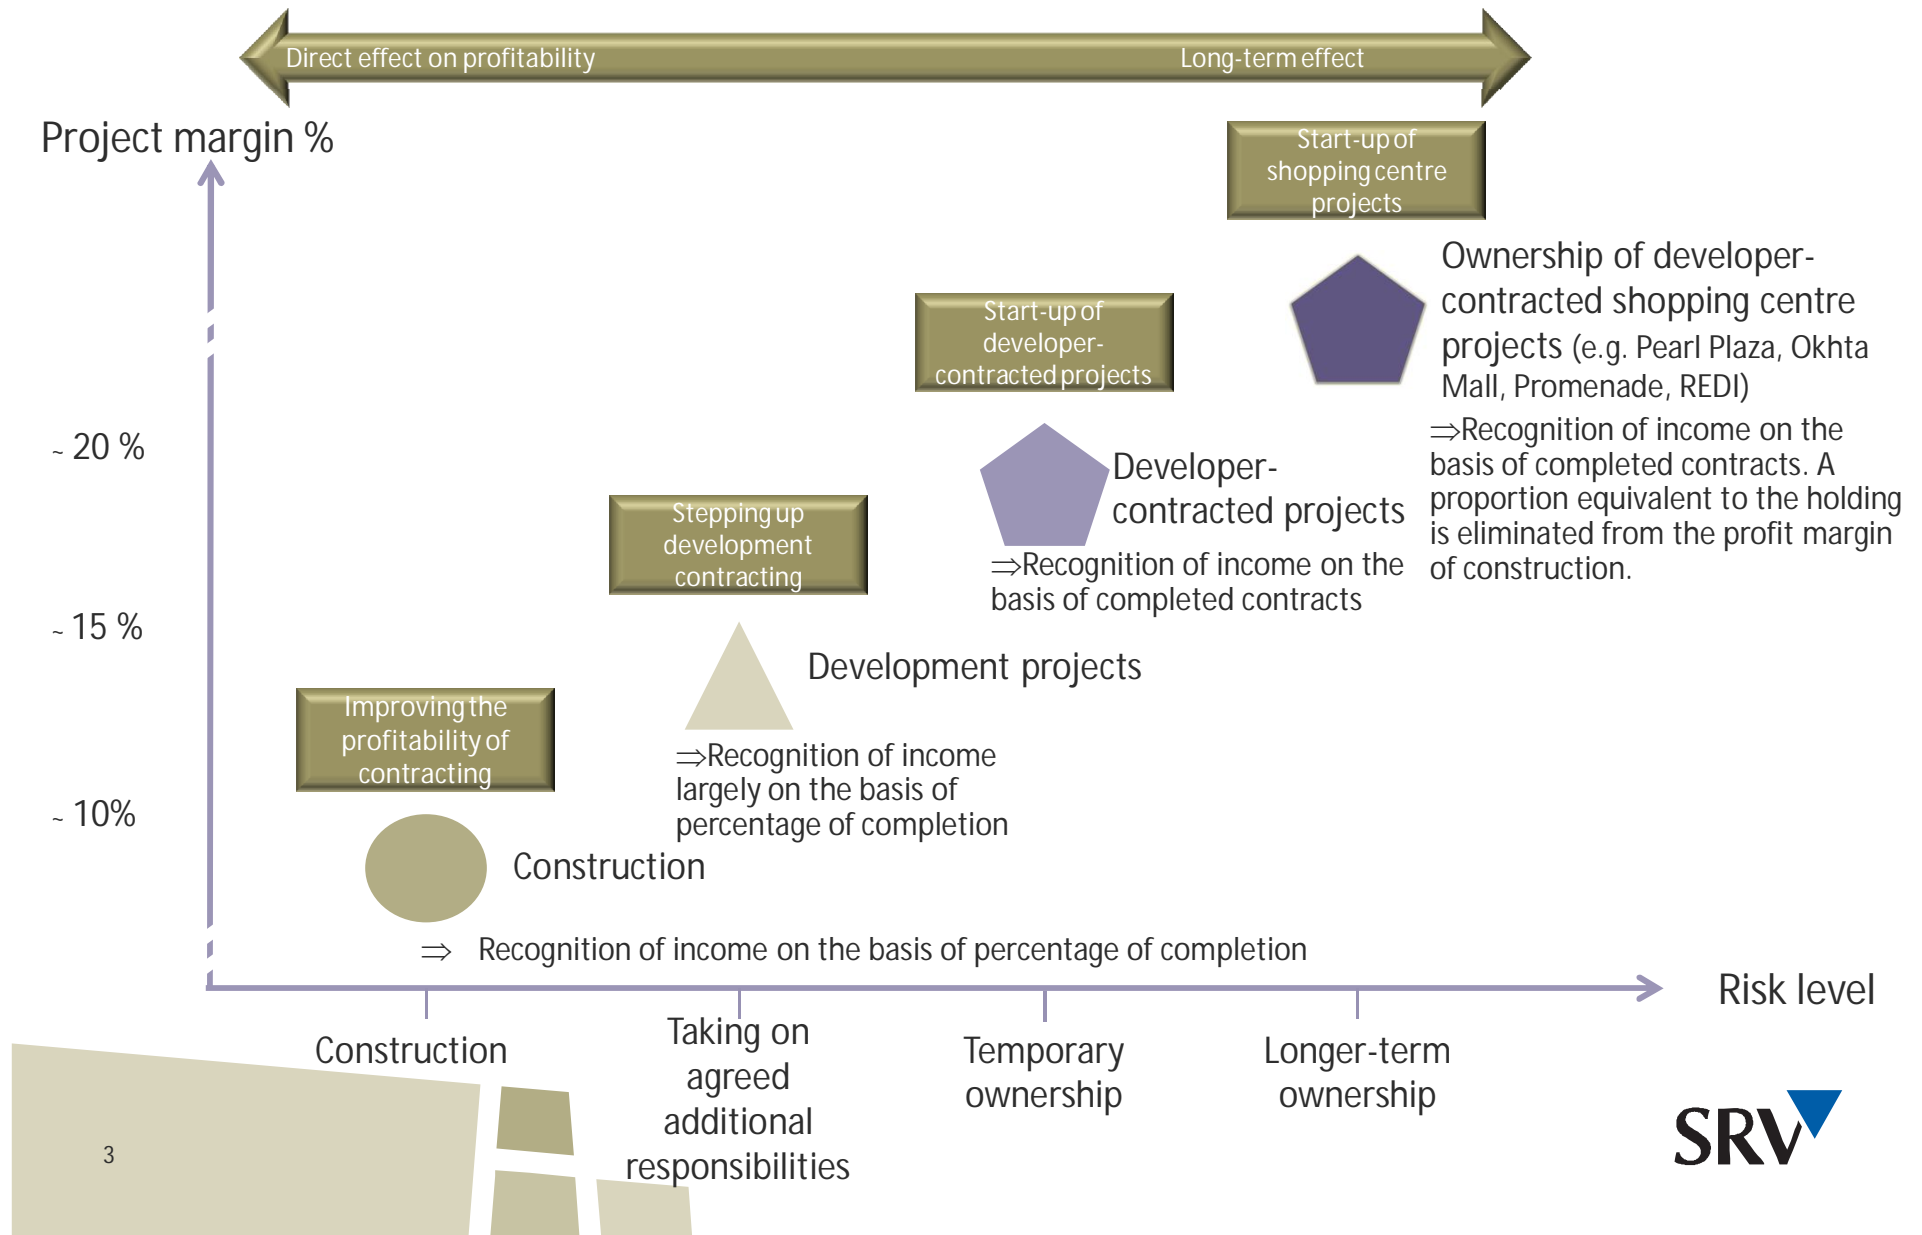 Direct effect on profitability
Long-term effect
Project margin %
Start-up of
shopping centre
projects
Ownership of developer-
contracted shopping centre
projects (e.g. Pearl Plaza, Okhta
Mall, Promenade, REDI)
⇒Recognition of income on the
basis of completed contracts. A
proportion equivalent to the holding
is eliminated from the profit margin
of construction.
Start-up of
developer-
contracted projects
~ 20 %
Developer-
contracted projects
⇒Recognition of income on the
basis of completed contracts
Stepping up
development
contracting
~ 15 %
Development projects
⇒Recognition of income
largely on the basis of
percentage of completion
Improving the
profitability of
contracting
~ 10%
Construction
⇒ Recognition of income on the basis of percentage of completion
Risk level
Construction
Taking on
agreed
additional
responsibilities
Temporary
ownership
Longer-term
ownership
3
SRV